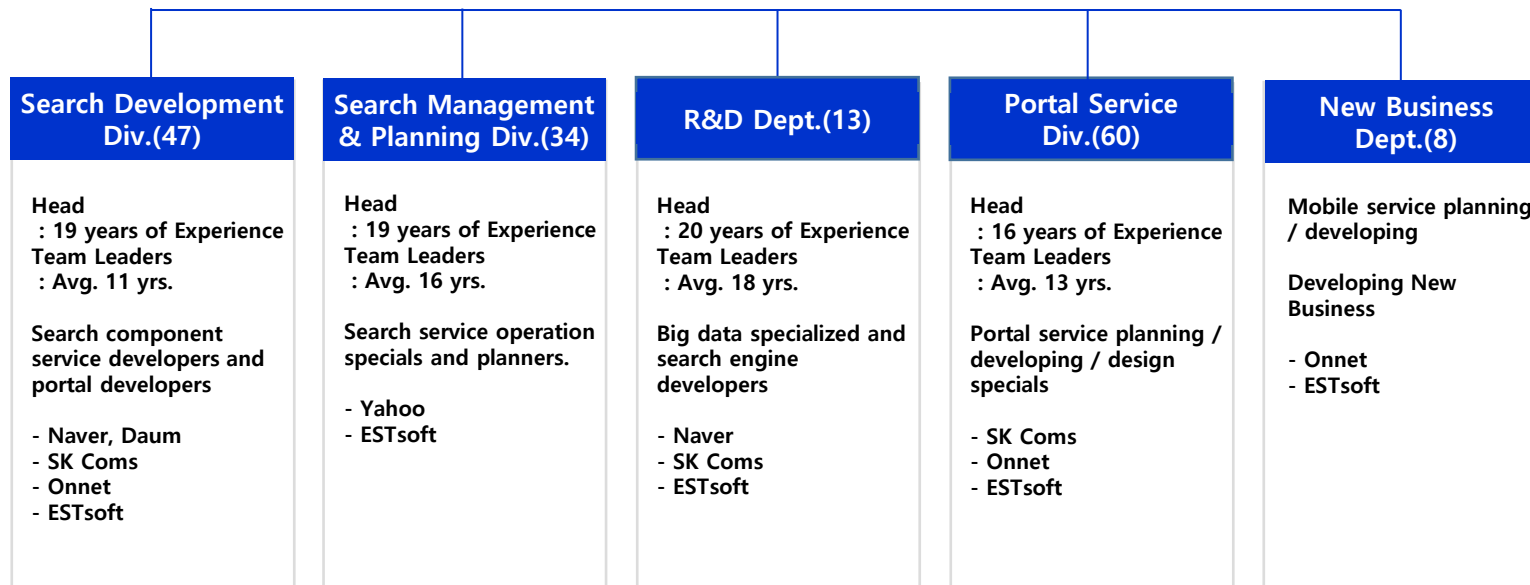 Search Development
Div.(47)
Head
: 19 years of Experience
Team Leaders
: Avg. 11 yrs.
Search component
service developers and
portal developers
- Naver, Daum
- SK Coms
- Onnet
- ESTsoft
Search Management
& Planning Div.(34)
Head
: 19 years of Experience
Team Leaders
: Avg. 16 yrs.
Search service operation
specials and planners.
- Yahoo
- ESTsoft
R&D Dept.(13)
Head
: 20 years of Experience
Team Leaders
: Avg. 18 yrs.
Big data specialized and
search engine
developers
- Naver
- SK Coms
- ESTsoft
Portal Service
Div.(60)
Head
: 16 years of Experience
Team Leaders
: Avg. 13 yrs.
Portal service planning /
developing / design
specials
- SK Coms
- Onnet
- ESTsoft
New Business
Dept.(8)
Mobile service planning
/ developing
Developing New
Business
- Onnet
- ESTsoft